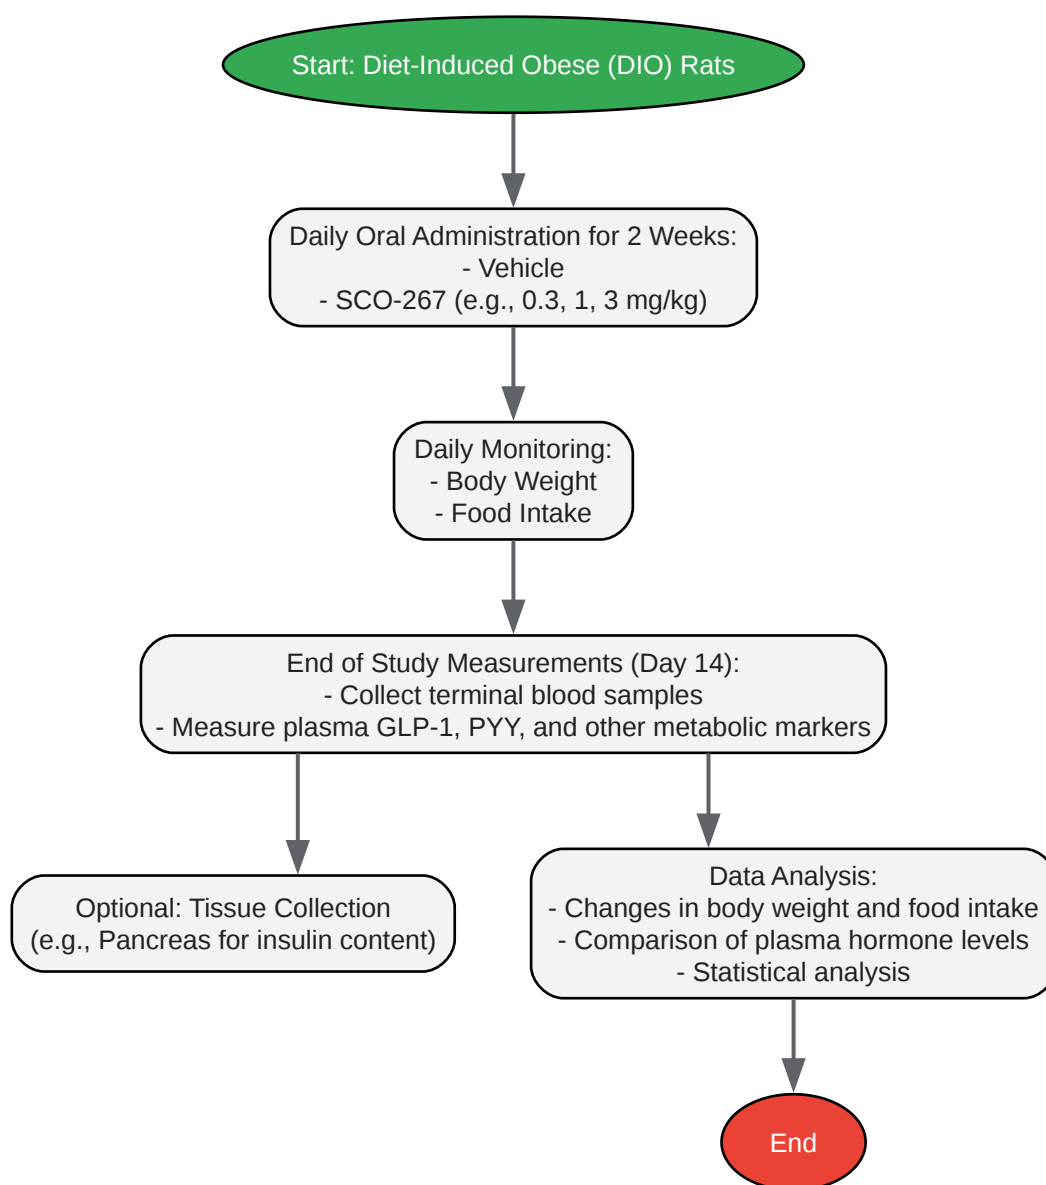 Start: Diet-Induced Obese (DIO) Rats
Daily Oral Administration for 2 Weeks:
- Vehicle
- SCO-267 (e.g., 0.3, 1, 3 mg/kg)
Daily Monitoring:
- Body Weight
- Food Intake
End of Study Measurements (Day 14):
- Collect terminal blood samples
- Measure plasma GLP-1, PYY, and other metabolic markers
Optional: Tissue Collection
(e.g., Pancreas for insulin content)
Data Analysis:
- Changes in body weight and food intake
- Comparison of plasma hormone levels
- Statistical analysis
End